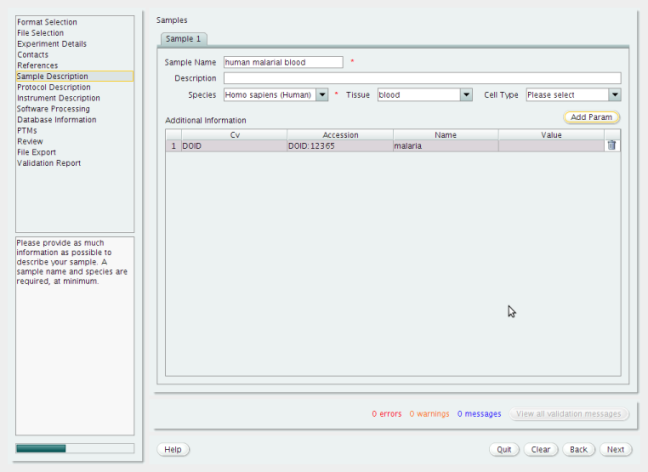 Format Selection
File Selection
Experiment Details
Contacts
References
Sample Description
Protocol Description
Instrument Description
Software Processing
Database Information
PTMs
Review
File Export
Validation Report
Please provide as much
information as possible to
describe your sample. A
sample name and species are
required, at minimum.
Samples
Sample 1
Sample Name human malarial blood *
Description
Species Homo sapiens (Human) * Tissue blood Cell Type Please select
Additional Information Add Param
Cv Accession Name Value
1 DOID DOID:12365 malaria
0 errors 0 warnings 0 messages View all validation messages
Help Quit Clear Back Next